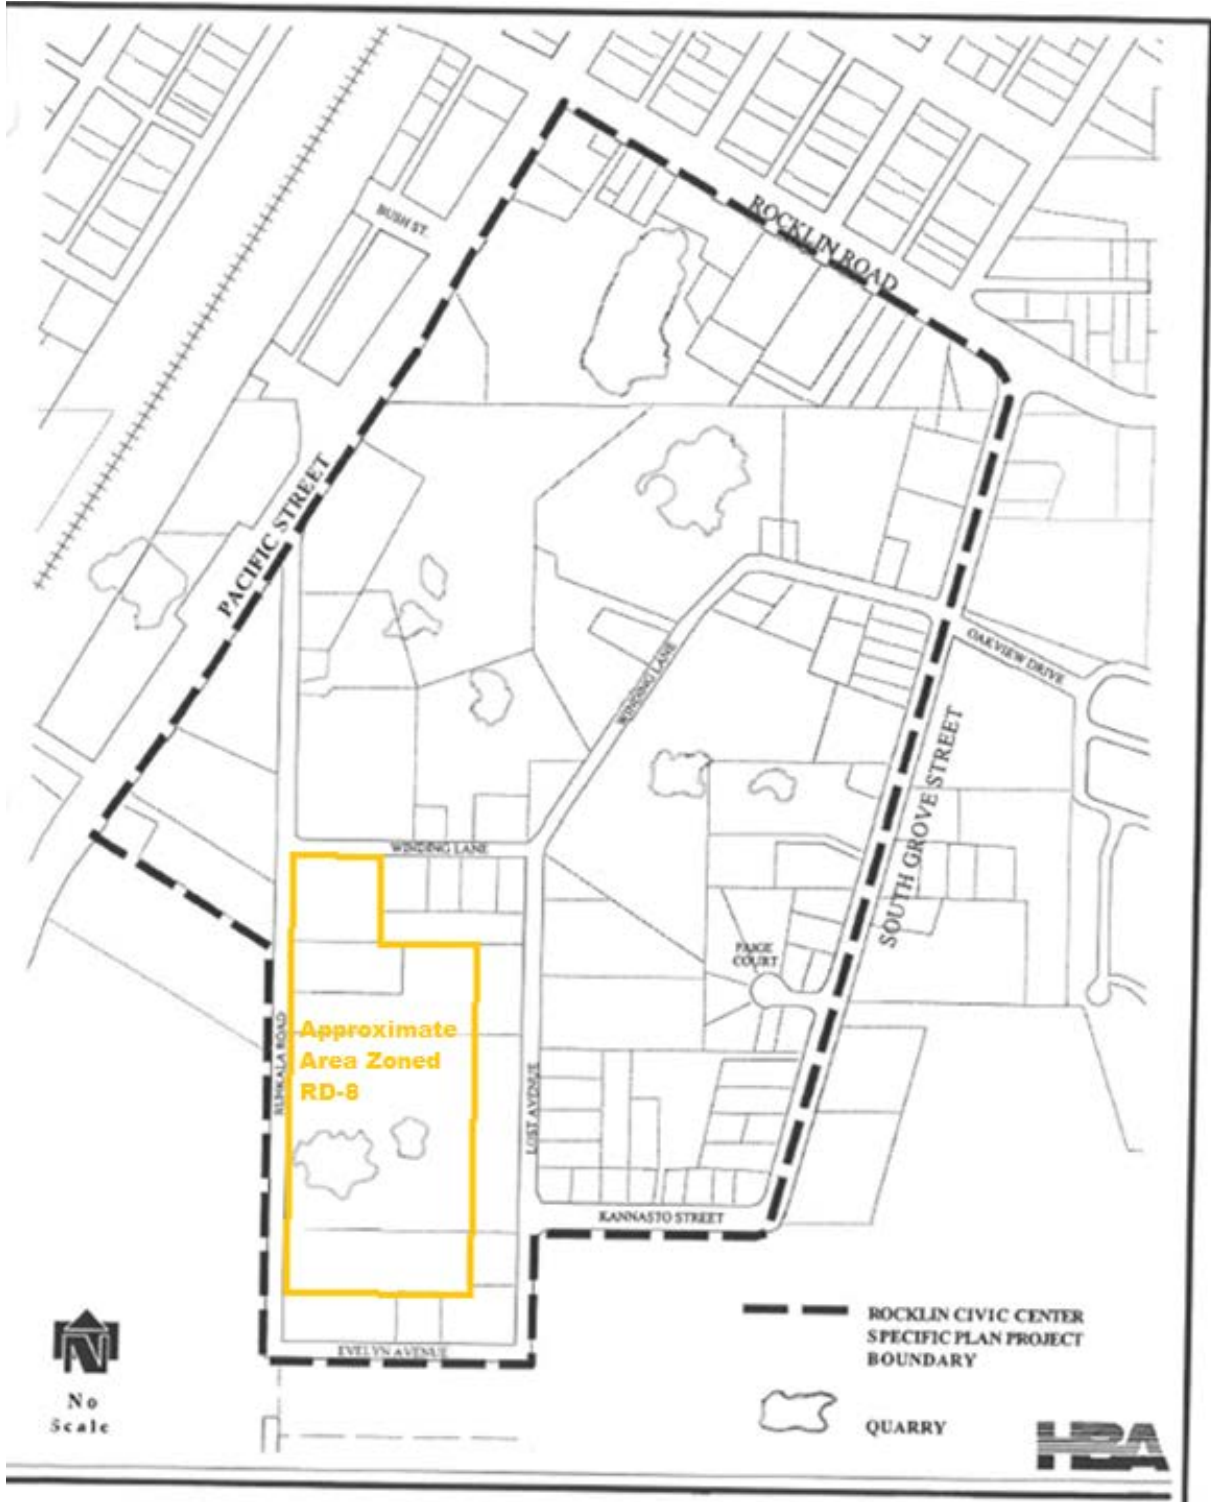 BUSH ST.
ROCKLIN ROAD
PACIFIC STREET
OAKVIEW DRIVE
WINDING LANE
SOUTH GROVE STREET
WINDING LANE
PAIGE
COURT
Approximate
Area Zoned
RD-8
RUHKALA ROAD
LOST AVENUE
KANNASTO STREET
EVELYN AVENUE
N
No
Scale
ROCKLIN CIVIC CENTER
SPECIFIC PLAN PROJECT
BOUNDARY
QUARRY
HBA